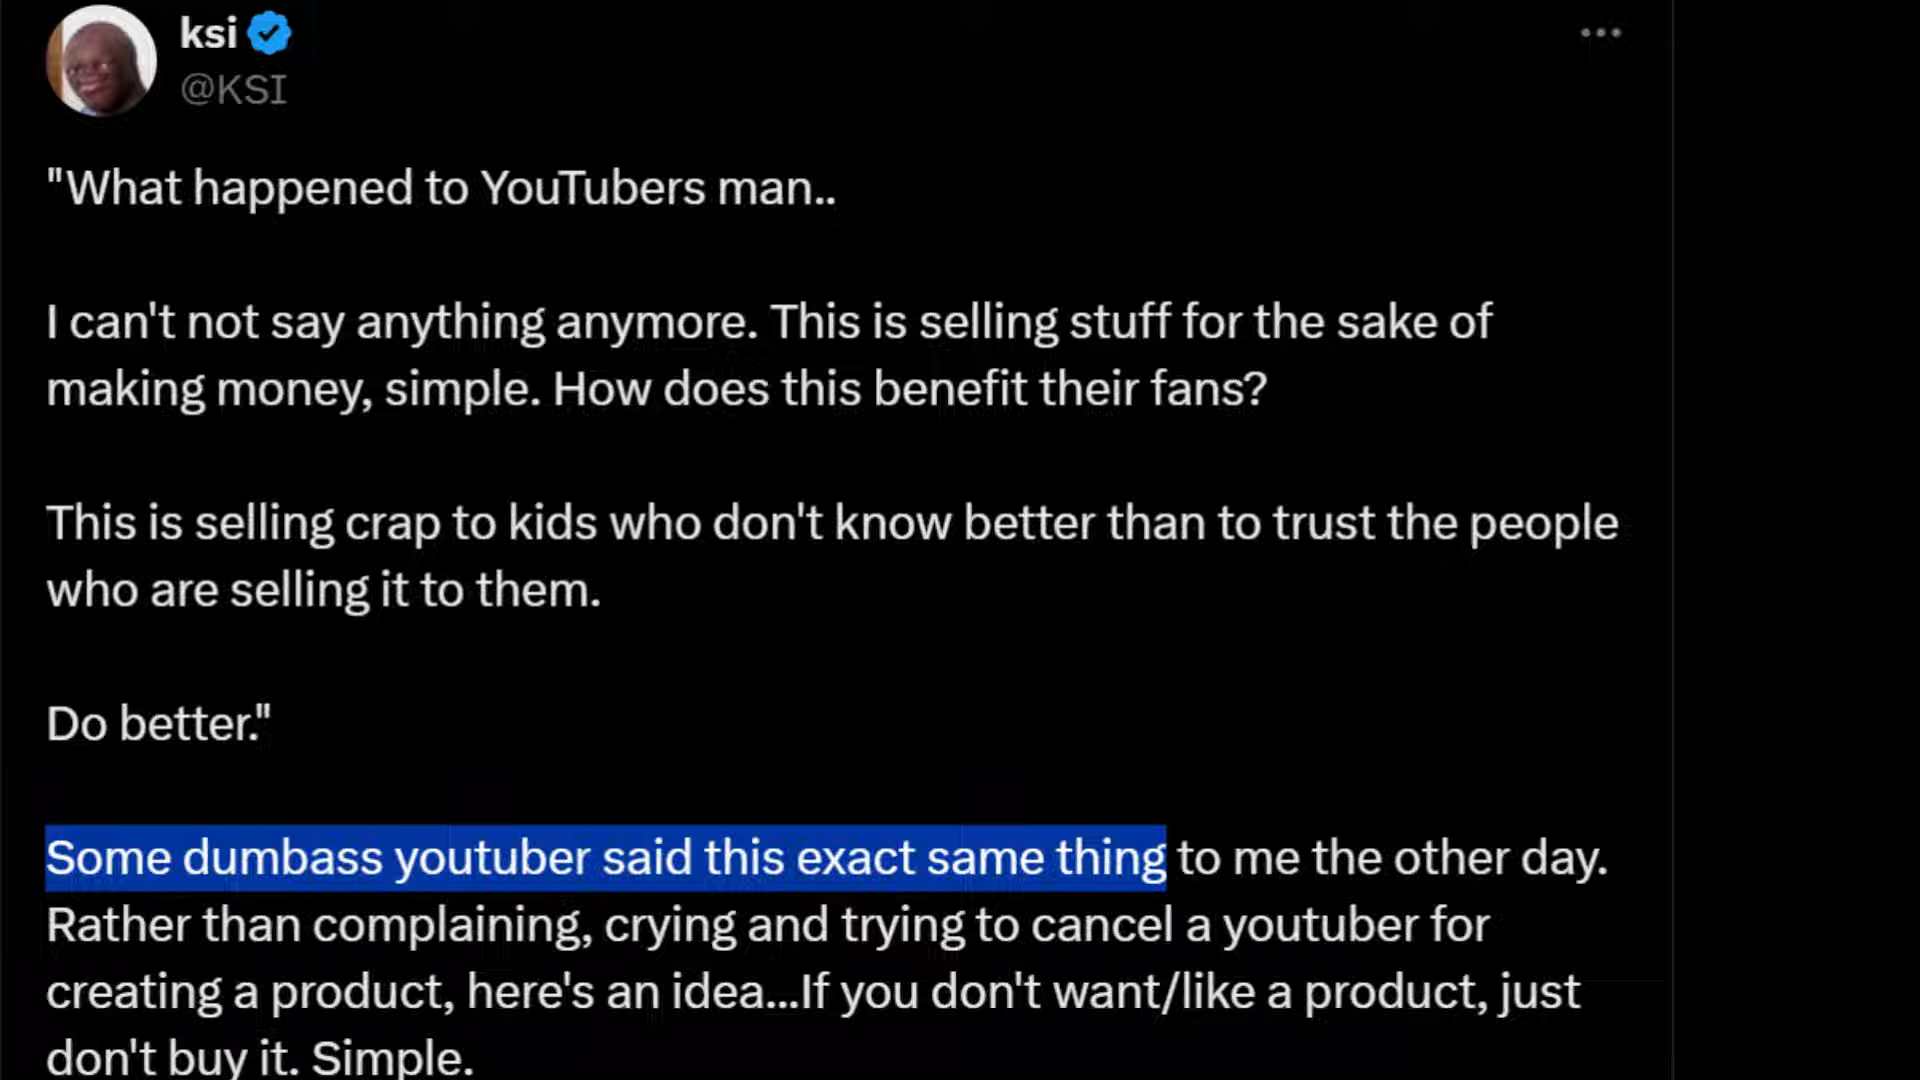 ksi
@KSI
"What happened to YouTubers man..
I can't not say anything anymore. This is selling stuff for the sake of
making money, simple. How does this benefit their fans?
This is selling crap to kids who don't know better than to trust the people
who are selling it to them.
Do better."
Some dumbass youtuber said this exact same thing to me the other day.
Rather than complaining, crying and trying to cancel a youtuber for
creating a product, here's an idea...If you don't want/like a product, just
don't buy it. Simple.